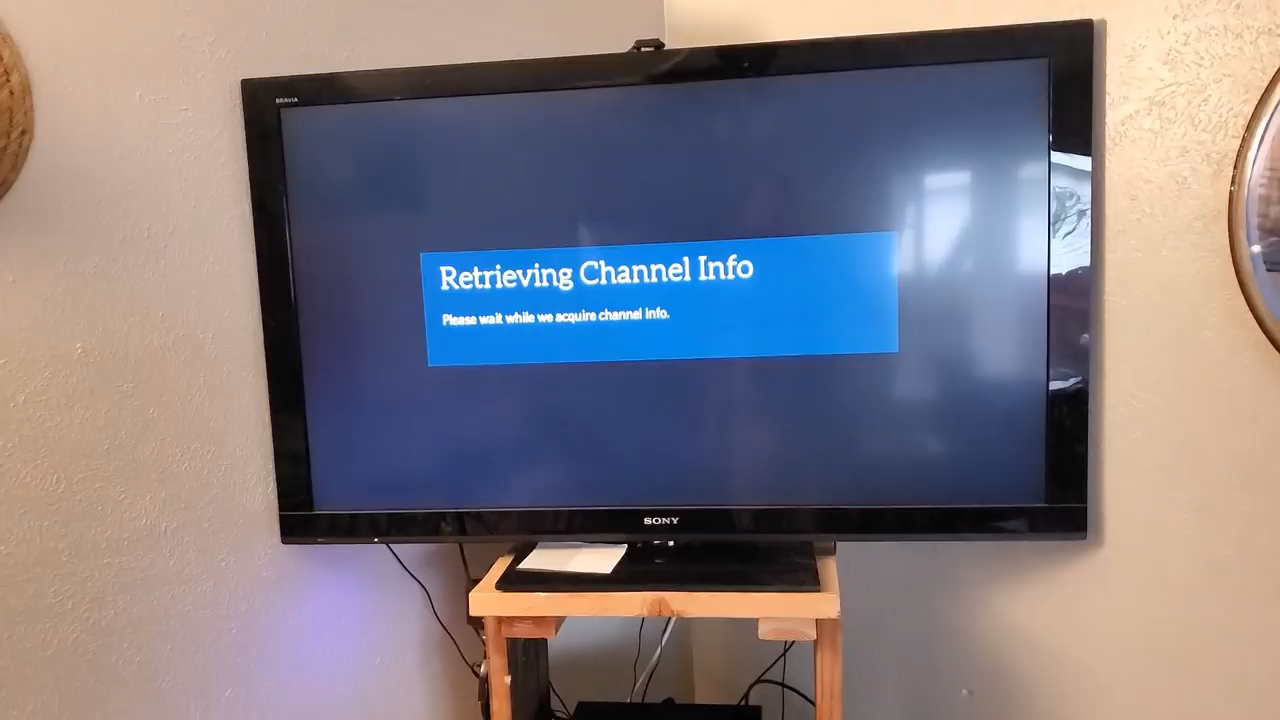 BRAVIA
Retrieving Channel Info
Please wait while we acquire channel info.
SONY